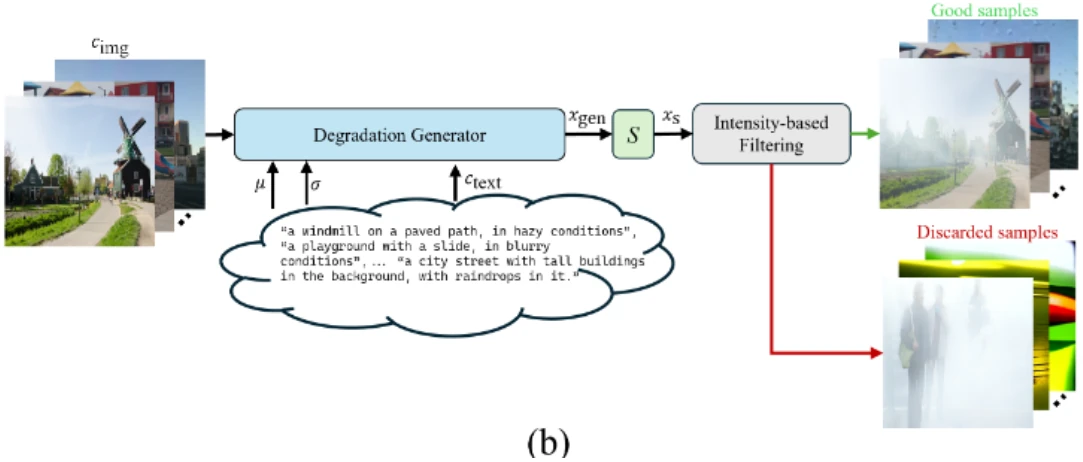 Good samples
c_img
Degradation Generator
x_gen
S
x_s
Intensity-based
Filtering
μ
σ
c_text
"a windmill on a paved path, in hazy conditions",
"a playground with a slide, in blurry
conditions", … "a city street with tall buildings
in the background, with raindrops in it."
Discarded samples
(b)